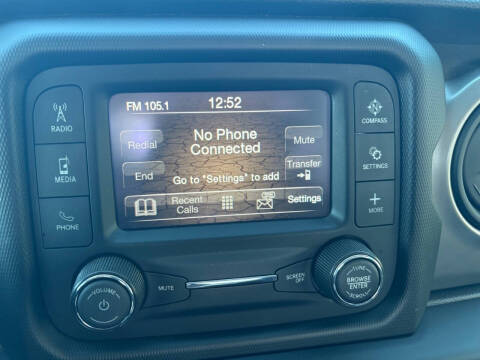 FM 105.1 12:52
RADIO
MEDIA
PHONE
No Phone
Connected
Redial
Mute
End
Transfer
Go to "Settings" to add
Recent
Calls
Settings
COMPASS
SETTINGS
MORE
VOLUME
MUTE
SCREEN
OFF
TUNE
BROWSE
ENTER
SCROLL